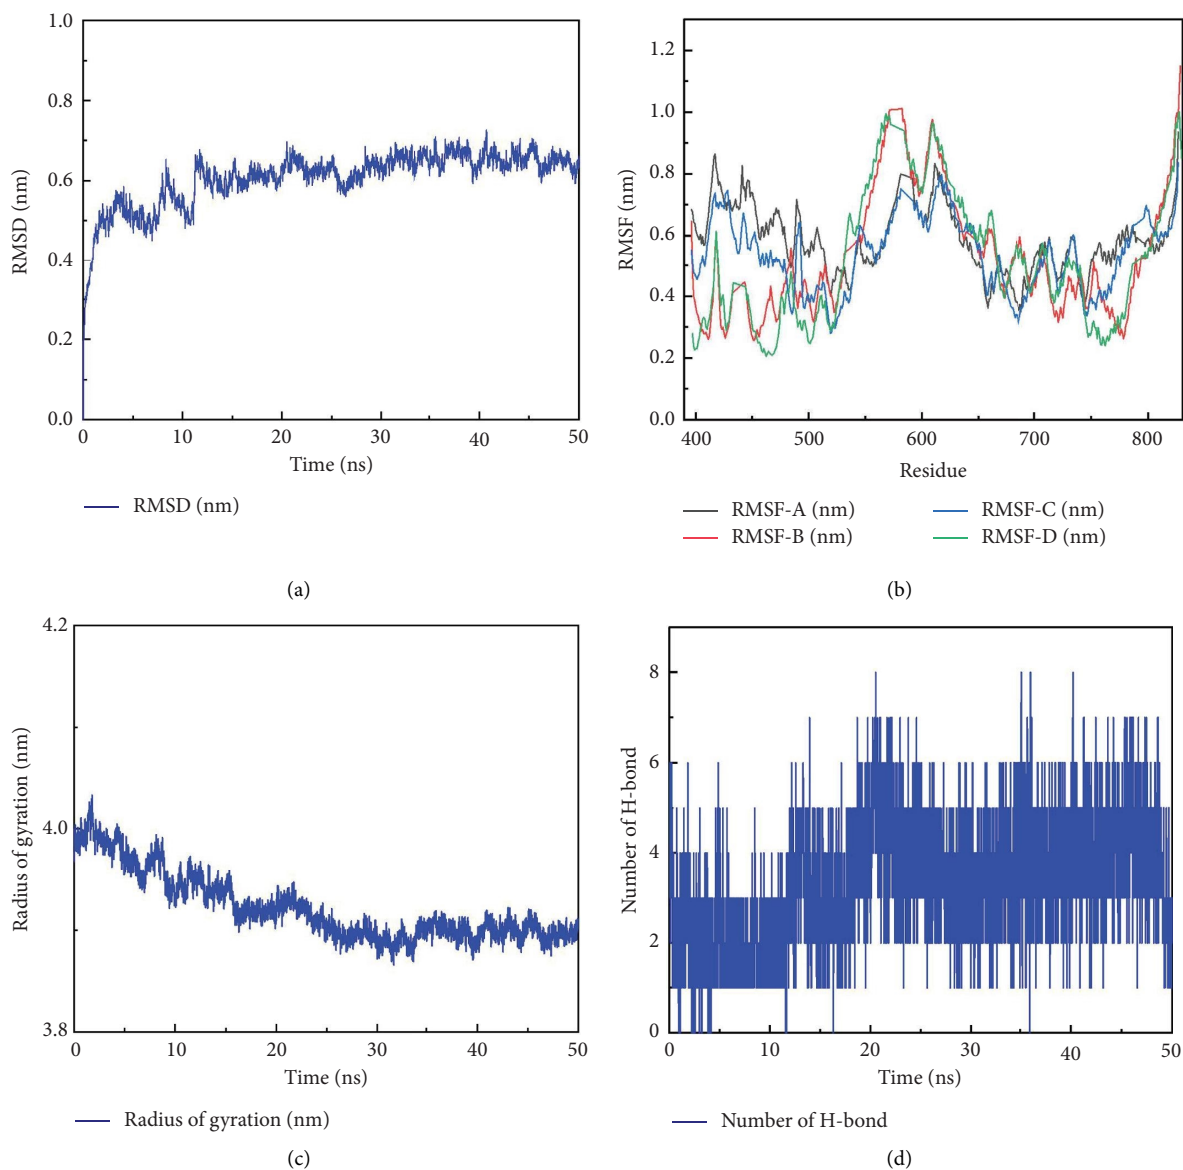 1.0
0.8
0.6
0.4
0.2
0.0
RMSD (nm)
0 10 20 30 40 50
Time (ns)
RMSD (nm)
(a)
1.2
1.0
0.8
0.6
0.4
0.2
0.0
RMSF (nm)
400 500 600 700 800
Residue
RMSF-A (nm) RMSF-C (nm)
RMSF-B (nm) RMSF-D (nm)
(b)
4.2
4.0
3.8
Radius of gyration (nm)
0 10 20 30 40 50
Time (ns)
Radius of gyration (nm)
(c)
8
6
4
2
0
Number of H-bond
0 10 20 30 40 50
Time (ns)
Number of H-bond
(d)